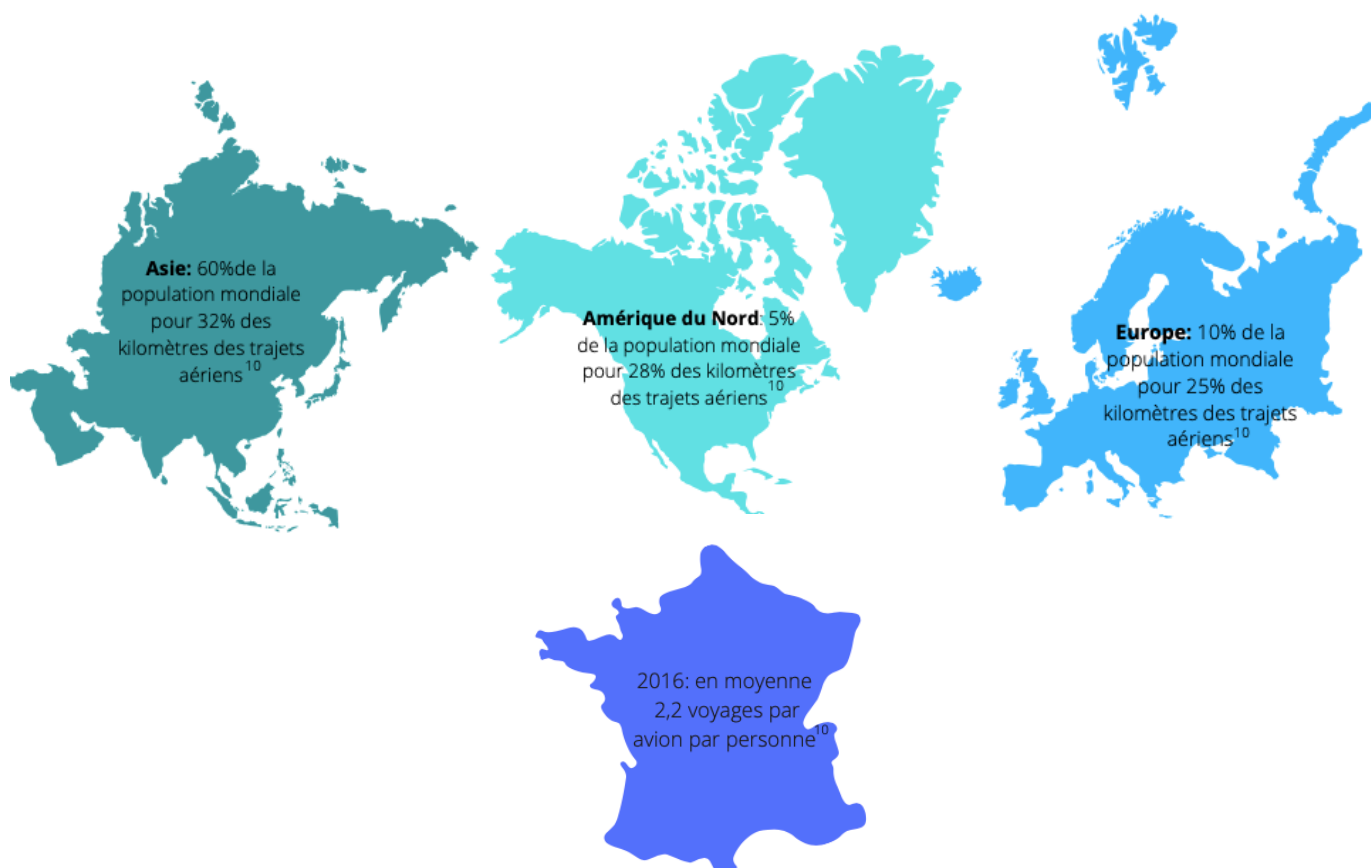 Asie: 60%de la
population mondiale
pour 32% des
kilomètres des trajets
aériens10
Amérique du Nord: 5%
de la population mondiale
pour 28% des kilomètres
des trajets aériens10
Europe: 10% de la
population mondiale
pour 25% des
kilomètres des trajets
aériens10
2016: en moyenne
2,2 voyages par
avion par personne10